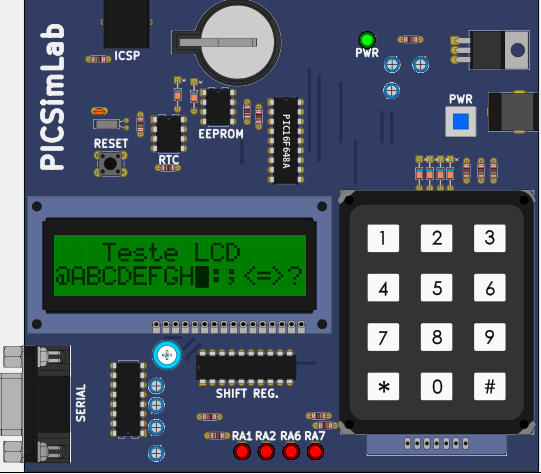 PICSimLab
ICSP
PWR
PWR
RESET
RTC
EEPROM
PIC16F648A
Teste LCD
@ABCDEFGH█:;<=>?
1 2 3
4 5 6
7 8 9
* 0 #
SERIAL
SHIFT REG.
RA1 RA2 RA6 RA7